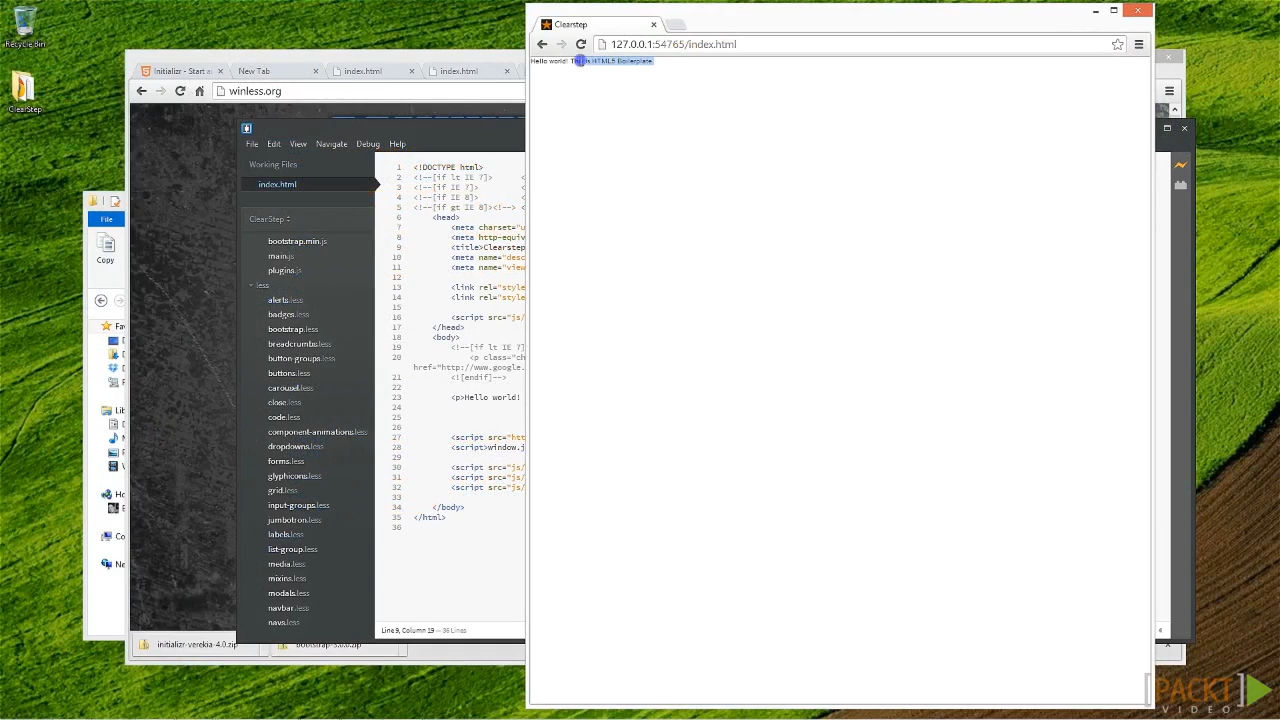 Recycle Bin
ClearStep
Clearstep
127.0.0.1:54765/index.html
Hello world! This is HTML5 Boilerplate.
Initializr - Start a
New Tab
index.html
index.html
winless.org
File
Edit
View
Navigate
Debug
Help
Working Files
index.html
ClearStep
bootstrap.min.js
main.js
plugins.js
less
alerts.less
badges.less
bootstrap.less
breadcrumbs.less
button-groups.less
buttons.less
carousel.less
close.less
code.less
component-animations.less
dropdowns.less
forms.less
glyphicons.less
grid.less
input-groups.less
jumbotron.less
labels.less
list-group.less
media.less
mixins.less
modals.less
navbar.less
navs.less
1 <!DOCTYPE html>
2 <!--[if lt IE 7]> <
3 <!--[if IE 7]> <
4 <!--[if IE 8]> <
5 <!--[if gt IE 8]><!--> <
6 <head>
7 <meta charset="u
8 <meta http-equiv
9 <title>Clearstep
10 <meta name="desc
11 <meta name="view
12
13 <link rel="style
14 <link rel="style
15
16 <script src="js/
17 </head>
18 <body>
19 <!--[if lt IE 7]
20 <p class="ch
href="http://www.google.
21 <![endif]-->
22
23 <p>Hello world!
24
25
26
27 <script src="htt
28 <script>window.j
29
30 <script src="js/
31 <script src="js/
32 <script src="js/
33
34 </body>
35 </html>
36
Line 9, Column 19 — 36 Lines
File
Copy
Fav
Lib
Ho
Co
Ne
initializr-verekia-4.0.zip
bootstrap-3.0.0.zip
[PACKT]
VIDEO